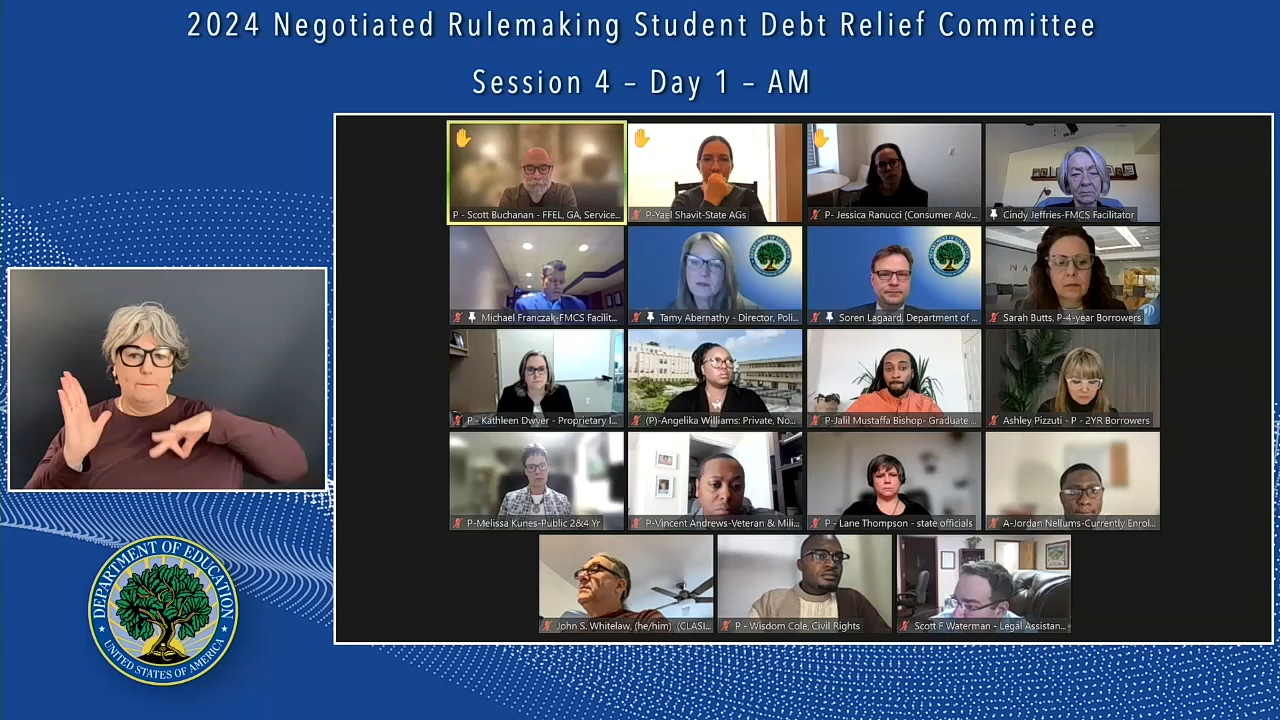 2024 Negotiated Rulemaking Student Debt Relief Committee
Session 4 – Day 1 – AM
P - Scott Buchanan - FFEL, GA, Service...
P-Yael Shavit-State AGs
P- Jessica Ranucci (Consumer Adv...
Cindy Jeffries-FMCS Facilitator
Michael Franczak-FMCS Facilit...
Tamy Abernathy - Director, Poli...
Soren Lagaard, Department of ...
Sarah Butts, P-4-year Borrowers
P - Kathleen Dwyer - Proprietary I...
(P)-Angelika Williams: Private, No...
P-Jalil Mustaffa Bishop- Graduate ...
Ashley Pizzuti - P - 2YR Borrowers
P-Melissa Kunes-Public 2&4 Yr
P-Vincent Andrews-Veteran & Mili...
P - Lane Thompson - state officials
A-Jordan Nellums-Currently Enrol...
John S. Whitelaw, (he/him) (CLASI...
P - Wisdom Cole, Civil Rights
Scott F Waterman - Legal Assistan...
DEPARTMENT OF EDUCATION
UNITED STATES OF AMERICA